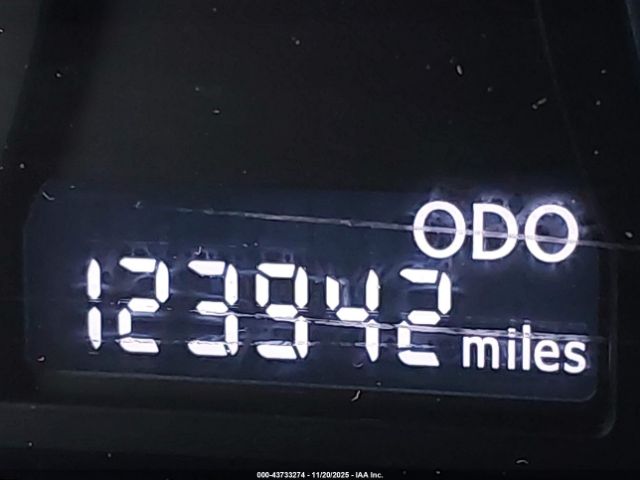 ODO
123942 miles
000-43733274 - 11/20/2025 - IAA Inc.